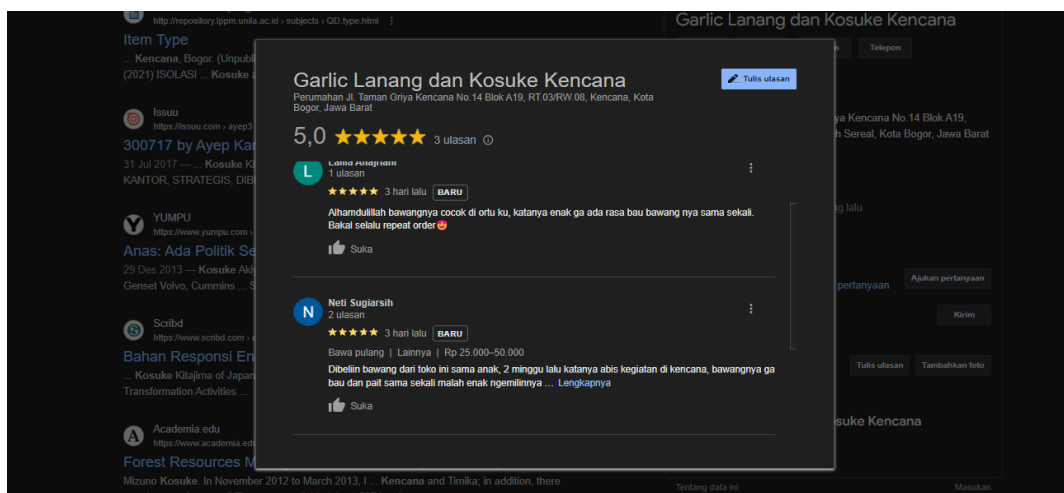 http://repository.lppm.unila.ac.id › subjects › QD.type.html
Item Type
... Kencana, Bogor. (Unpubli
(2021) ISOLASI ... Kosuke a
Issuu
https://issuu.com › ayep3
300717 by Ayep Kar
31 Jul 2017 — ... Kosuke Ki
KANTOR, STRATEGIS, DIB
YUMPU
https://www.yumpu.com ›
Anas: Ada Politik Se
29 Des 2013 — Kosuke Aki
Genset Volvo, Cummins ... S
Scribd
https://www.scribd.com ›
Bahan Responsi En
... Kosuke Kitajima of Japan
Transformation Activities ...
Academia.edu
https://www.academia.edu
Forest Resources M
Mizuno Kosuke. In November 2012 to March 2013, I ... Kencana and Timika; in addition, there
Garlic Lanang dan Kosuke Kencana
Perumahan Jl. Taman Griya Kencana No.14 Blok A19, RT.03/RW.08, Kencana, Kota
Bogor, Jawa Barat
Tulis ulasan
5,0
3 ulasan
L
1 ulasan
3 hari lalu BARU
Alhamdulillah bawangnya cocok di ortu ku, katanya enak ga ada rasa bau bawang nya sama sekali.
Bakal selalu repeat order🤩
Suka
N
Neti Sugiarsih
2 ulasan
3 hari lalu BARU
Bawa pulang | Lainnya | Rp 25.000–50.000
Dibeliin bawang dari toko ini sama anak, 2 minggu lalu katanya abis kegiatan di kencana, bawangnya ga
bau dan pait sama sekali malah enak ngemilinnya ... Lengkapnya
Suka
Garlic Lanang dan Kosuke Kencana
n
Telepon
ya Kencana No.14 Blok A19,
h Sereal, Kota Bogor, Jawa Barat
ng lalu
pertanyaan
Ajukan pertanyaan
Kirim
Tulis ulasan
Tambahkan foto
suke Kencana
Tentang data ini
Masukan